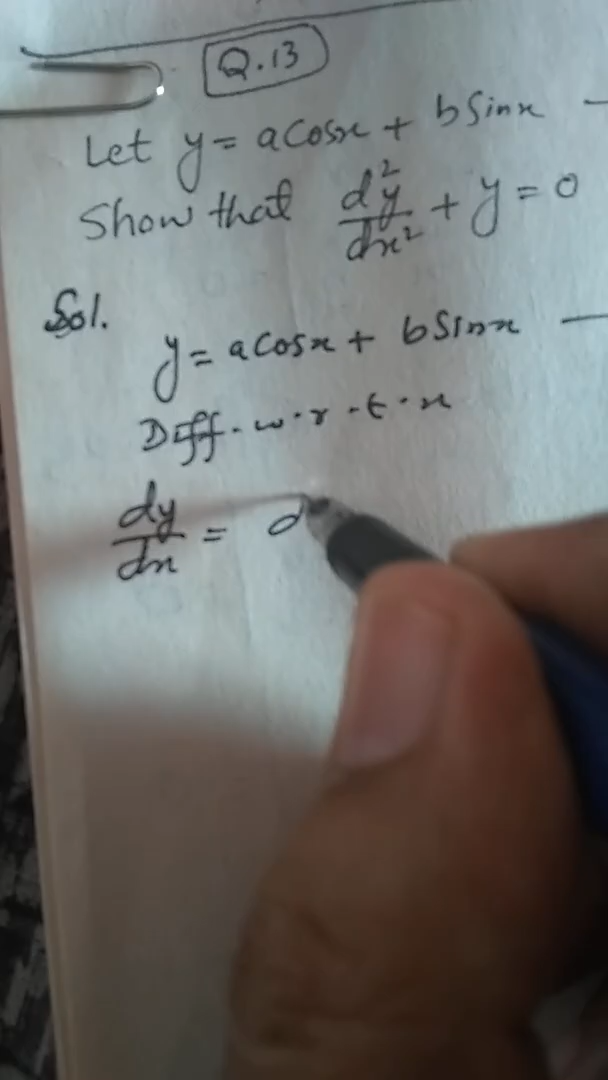 Q.13
Let y = a cosx + b Sinx —
Show that d²y/dx² + y = 0
Sol.
y = a cosx + b Sinx —
Diff. w.r.t.x
dy/dx = d